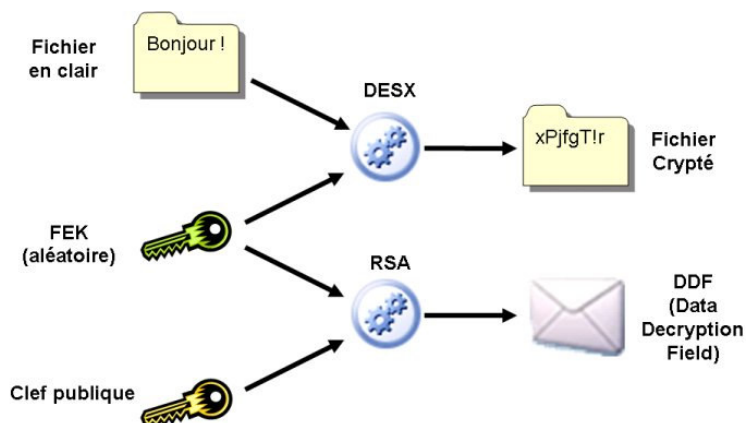 Fichier
en clair
Bonjour !
DESX
xPjfgT!r
Fichier
Crypté
FEK
(aléatoire)
RSA
DDF
(Data
Decryption
Field)
Clef publique